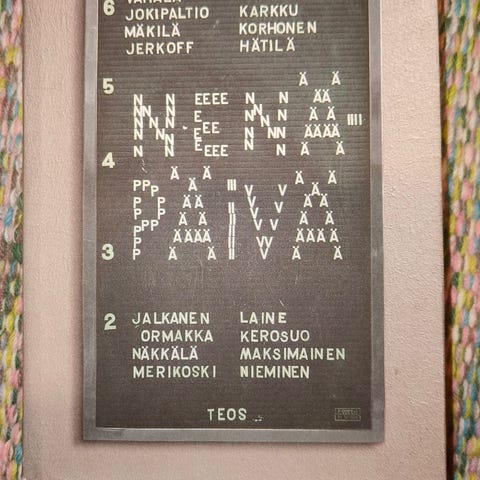 6
JOKIPALTIO KARKKU
MÄKILÄ KORHONEN
JERKOFF HÄTILÄ
5
NENÄ-
4
PÄIVÄ
3
2 JALKANEN LAINE
ORMAKKA KEROSUO
NÄKKÄLÄ MAKSIMAINEN
MERIKOSKI NIEMINEN
TEOS